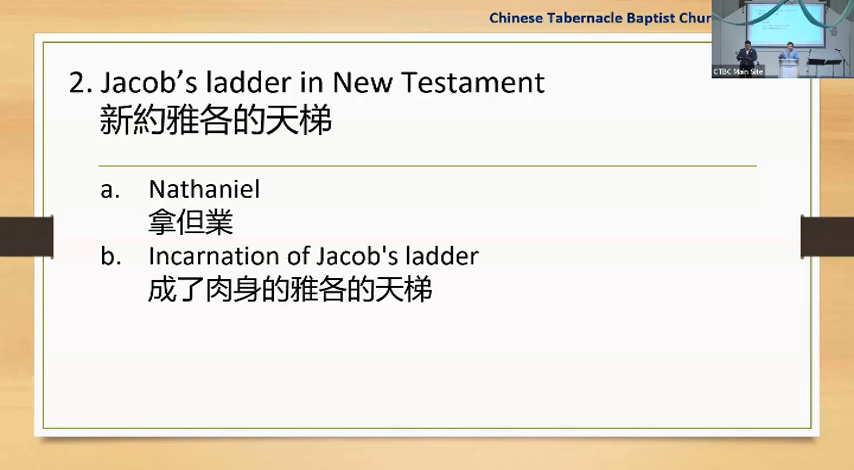 Chinese Tabernacle Baptist
CTBC Main Site
2. Jacob’s ladder in New Testament
新約雅各的天梯
a. Nathaniel
拿但業
b. Incarnation of Jacob's ladder
成了肉身的雅各的天梯